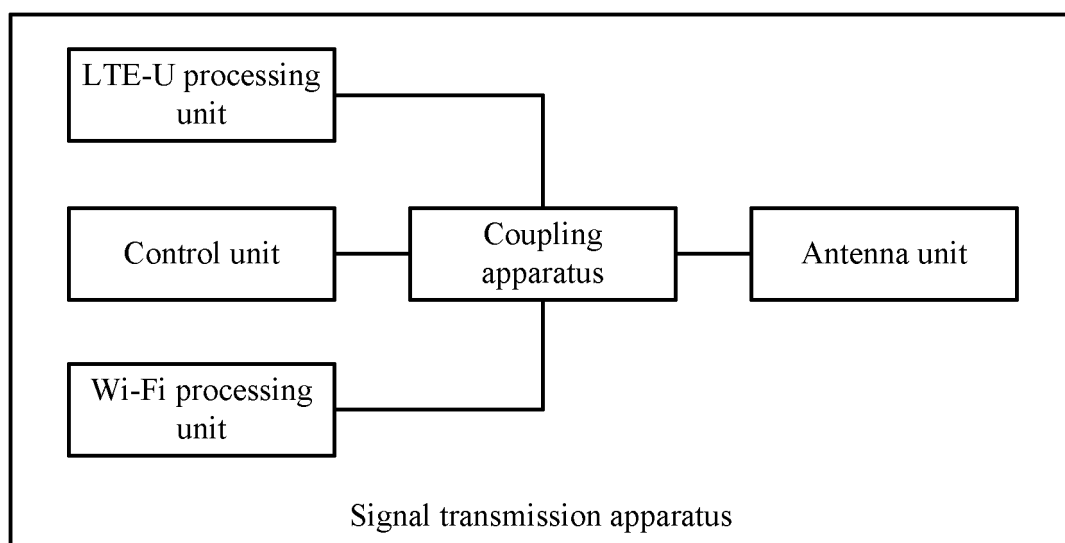 LTE-U processing
unit
Control unit
Coupling
apparatus
Antenna unit
Wi-Fi processing
unit
Signal transmission apparatus